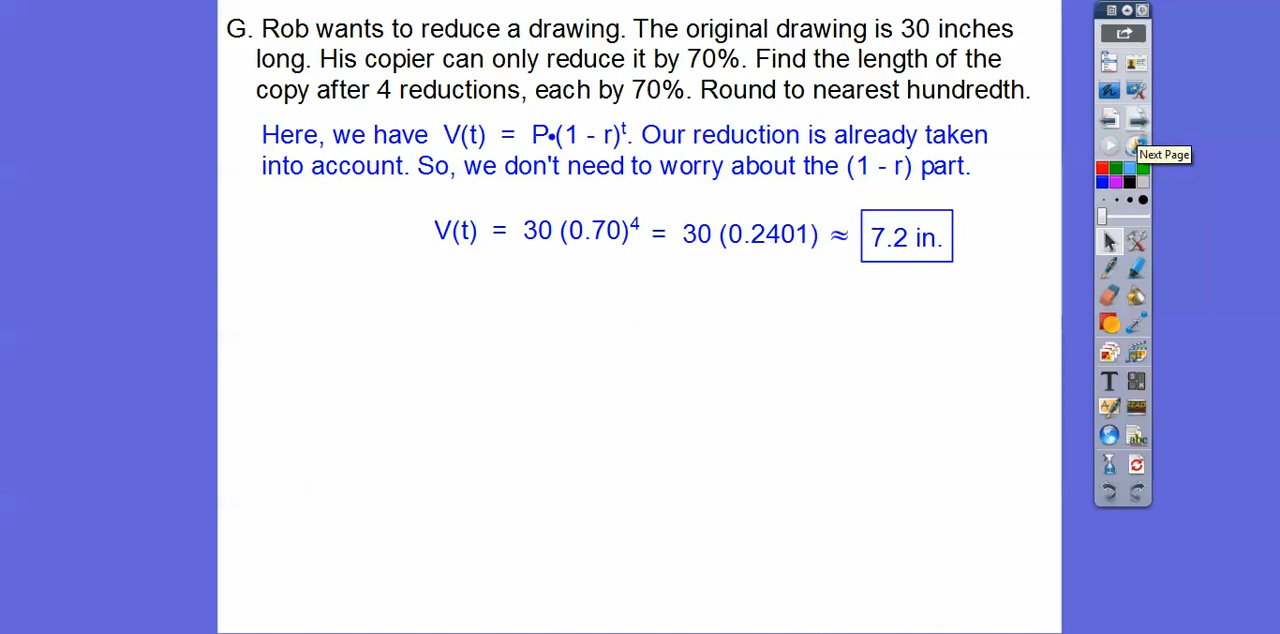 G. Rob wants to reduce a drawing. The original drawing is 30 inches
long. His copier can only reduce it by 70%. Find the length of the
copy after 4 reductions, each by 70%. Round to nearest hundredth.
Here, we have V(t) = P•(1 - r)ᵗ. Our reduction is already taken
into account. So, we don't need to worry about the (1 - r) part.
V(t) = 30 (0.70)⁴ = 30 (0.2401) ≈ 7.2 in.
Next Page
T
abc